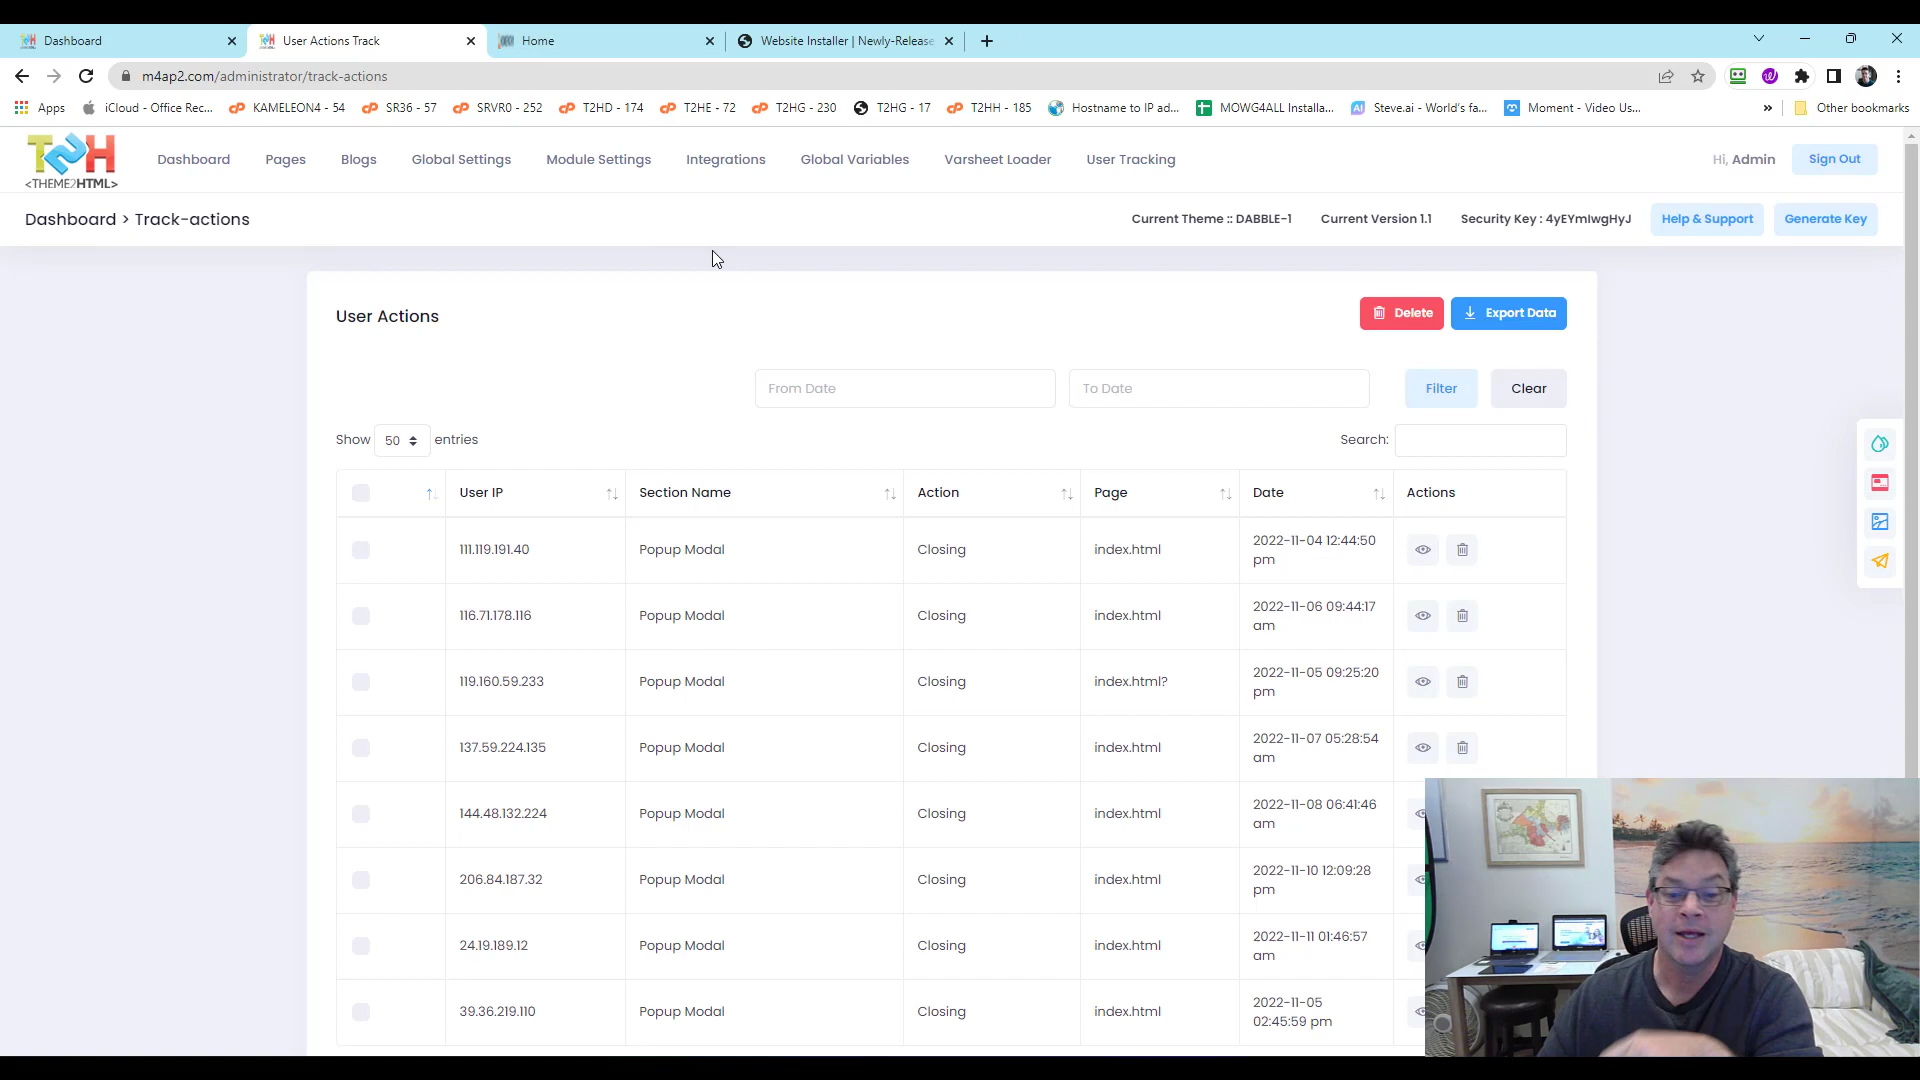 Dashboard
User Actions Track
Home
Website Installer | Newly-Release
m4ap2.com/administrator/track-actions
Apps
iCloud - Office Rec...
KAMELEON4 - 54
SR36 - 57
SRVR0 - 252
T2HD - 174
T2HE - 72
T2HG - 230
T2HG - 17
T2HH - 185
Hostname to IP ad...
MOWG4ALL Installa...
Steve.ai - World's fa...
Moment - Video Us...
»
Other bookmarks
T2H
<THEME2HTML>
Dashboard
Pages
Blogs
Global Settings
Module Settings
Integrations
Global Variables
Varsheet Loader
User Tracking
Hi, Admin
Sign Out
Dashboard > Track-actions
Current Theme :: DABBLE-1
Current Version 1.1
Security Key : 4yEYmIwgHyJ
Help & Support
Generate Key
User Actions
Delete
Export Data
From Date
To Date
Filter
Clear
Show 50 entries
Search:
User IP
Section Name
Action
Page
Date
Actions
111.119.191.40
Popup Modal
Closing
index.html
2022-11-04 12:44:50
pm
116.71.178.116
Popup Modal
Closing
index.html
2022-11-06 09:44:17
am
119.160.59.233
Popup Modal
Closing
index.html?
2022-11-05 09:25:20
pm
137.59.224.135
Popup Modal
Closing
index.html
2022-11-07 05:28:54
am
144.48.132.224
Popup Modal
Closing
index.html
2022-11-08 06:41:46
am
206.84.187.32
Popup Modal
Closing
index.html
2022-11-10 12:09:28
pm
24.19.189.12
Popup Modal
Closing
index.html
2022-11-11 01:46:57
am
39.36.219.110
Popup Modal
Closing
index.html
2022-11-05
02:45:59 pm